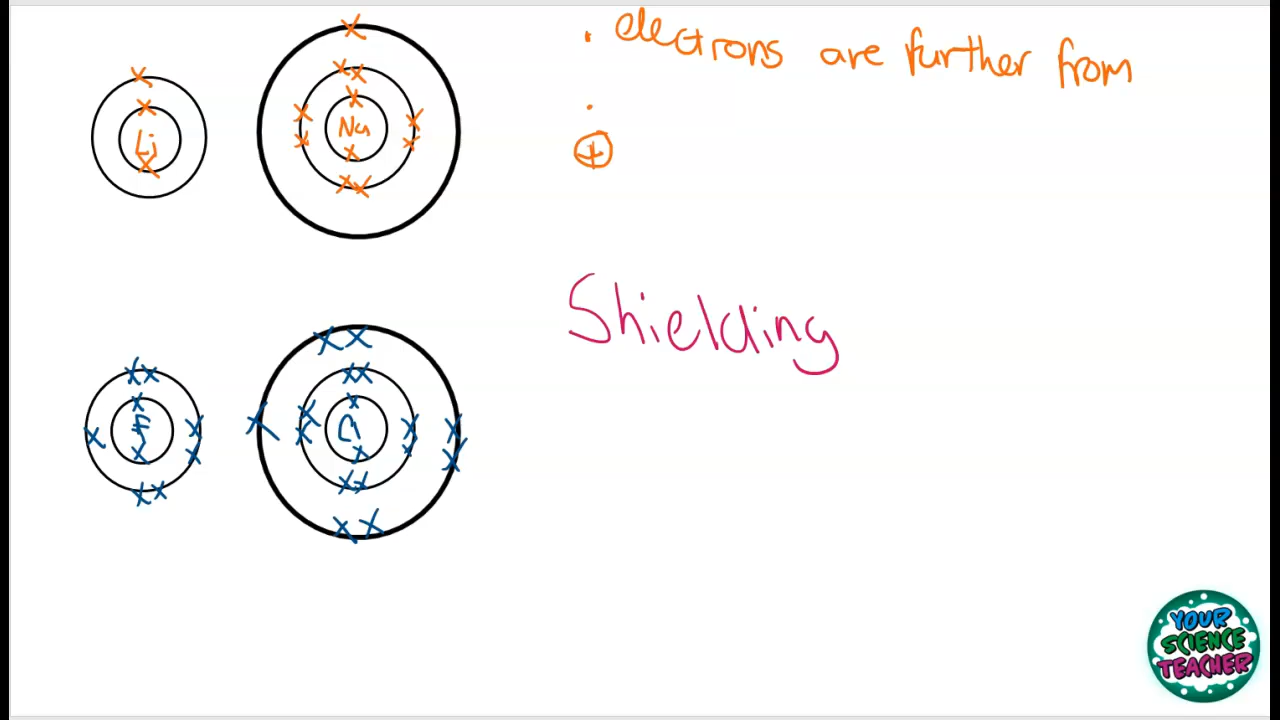 • electrons are further from
•
+
Li
Na
Shielding
F
Cl
YOUR
SCIENCE
TEACHER